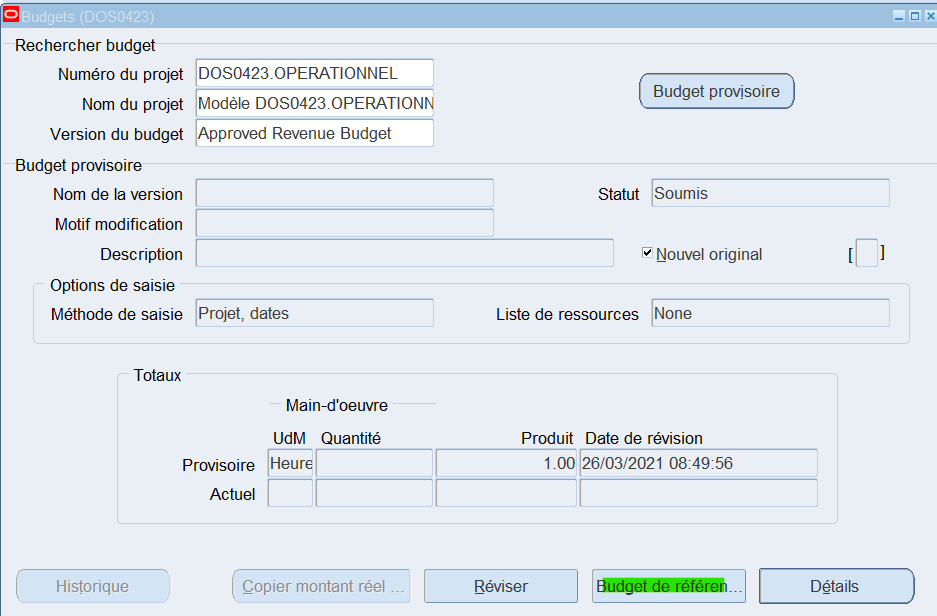 Budgets (DOS0423)
Rechercher budget
Numéro du projet DOS0423.OPERATIONNEL
Nom du projet Modèle DOS0423.OPERATIONN
Budget provisoire
Version du budget Approved Revenue Budget
Budget provisoire
Nom de la version Statut Soumis
Motif modification
Description Nouvel original [ ]
Options de saisie
Méthode de saisie Projet, dates Liste de ressources None
Totaux
Main-d'oeuvre
UdM Quantité Produit Date de révision
Provisoire Heure 1.00 26/03/2021 08:49:56
Actuel
Historique Copier montant réel ... Réviser Budget de référen... Détails